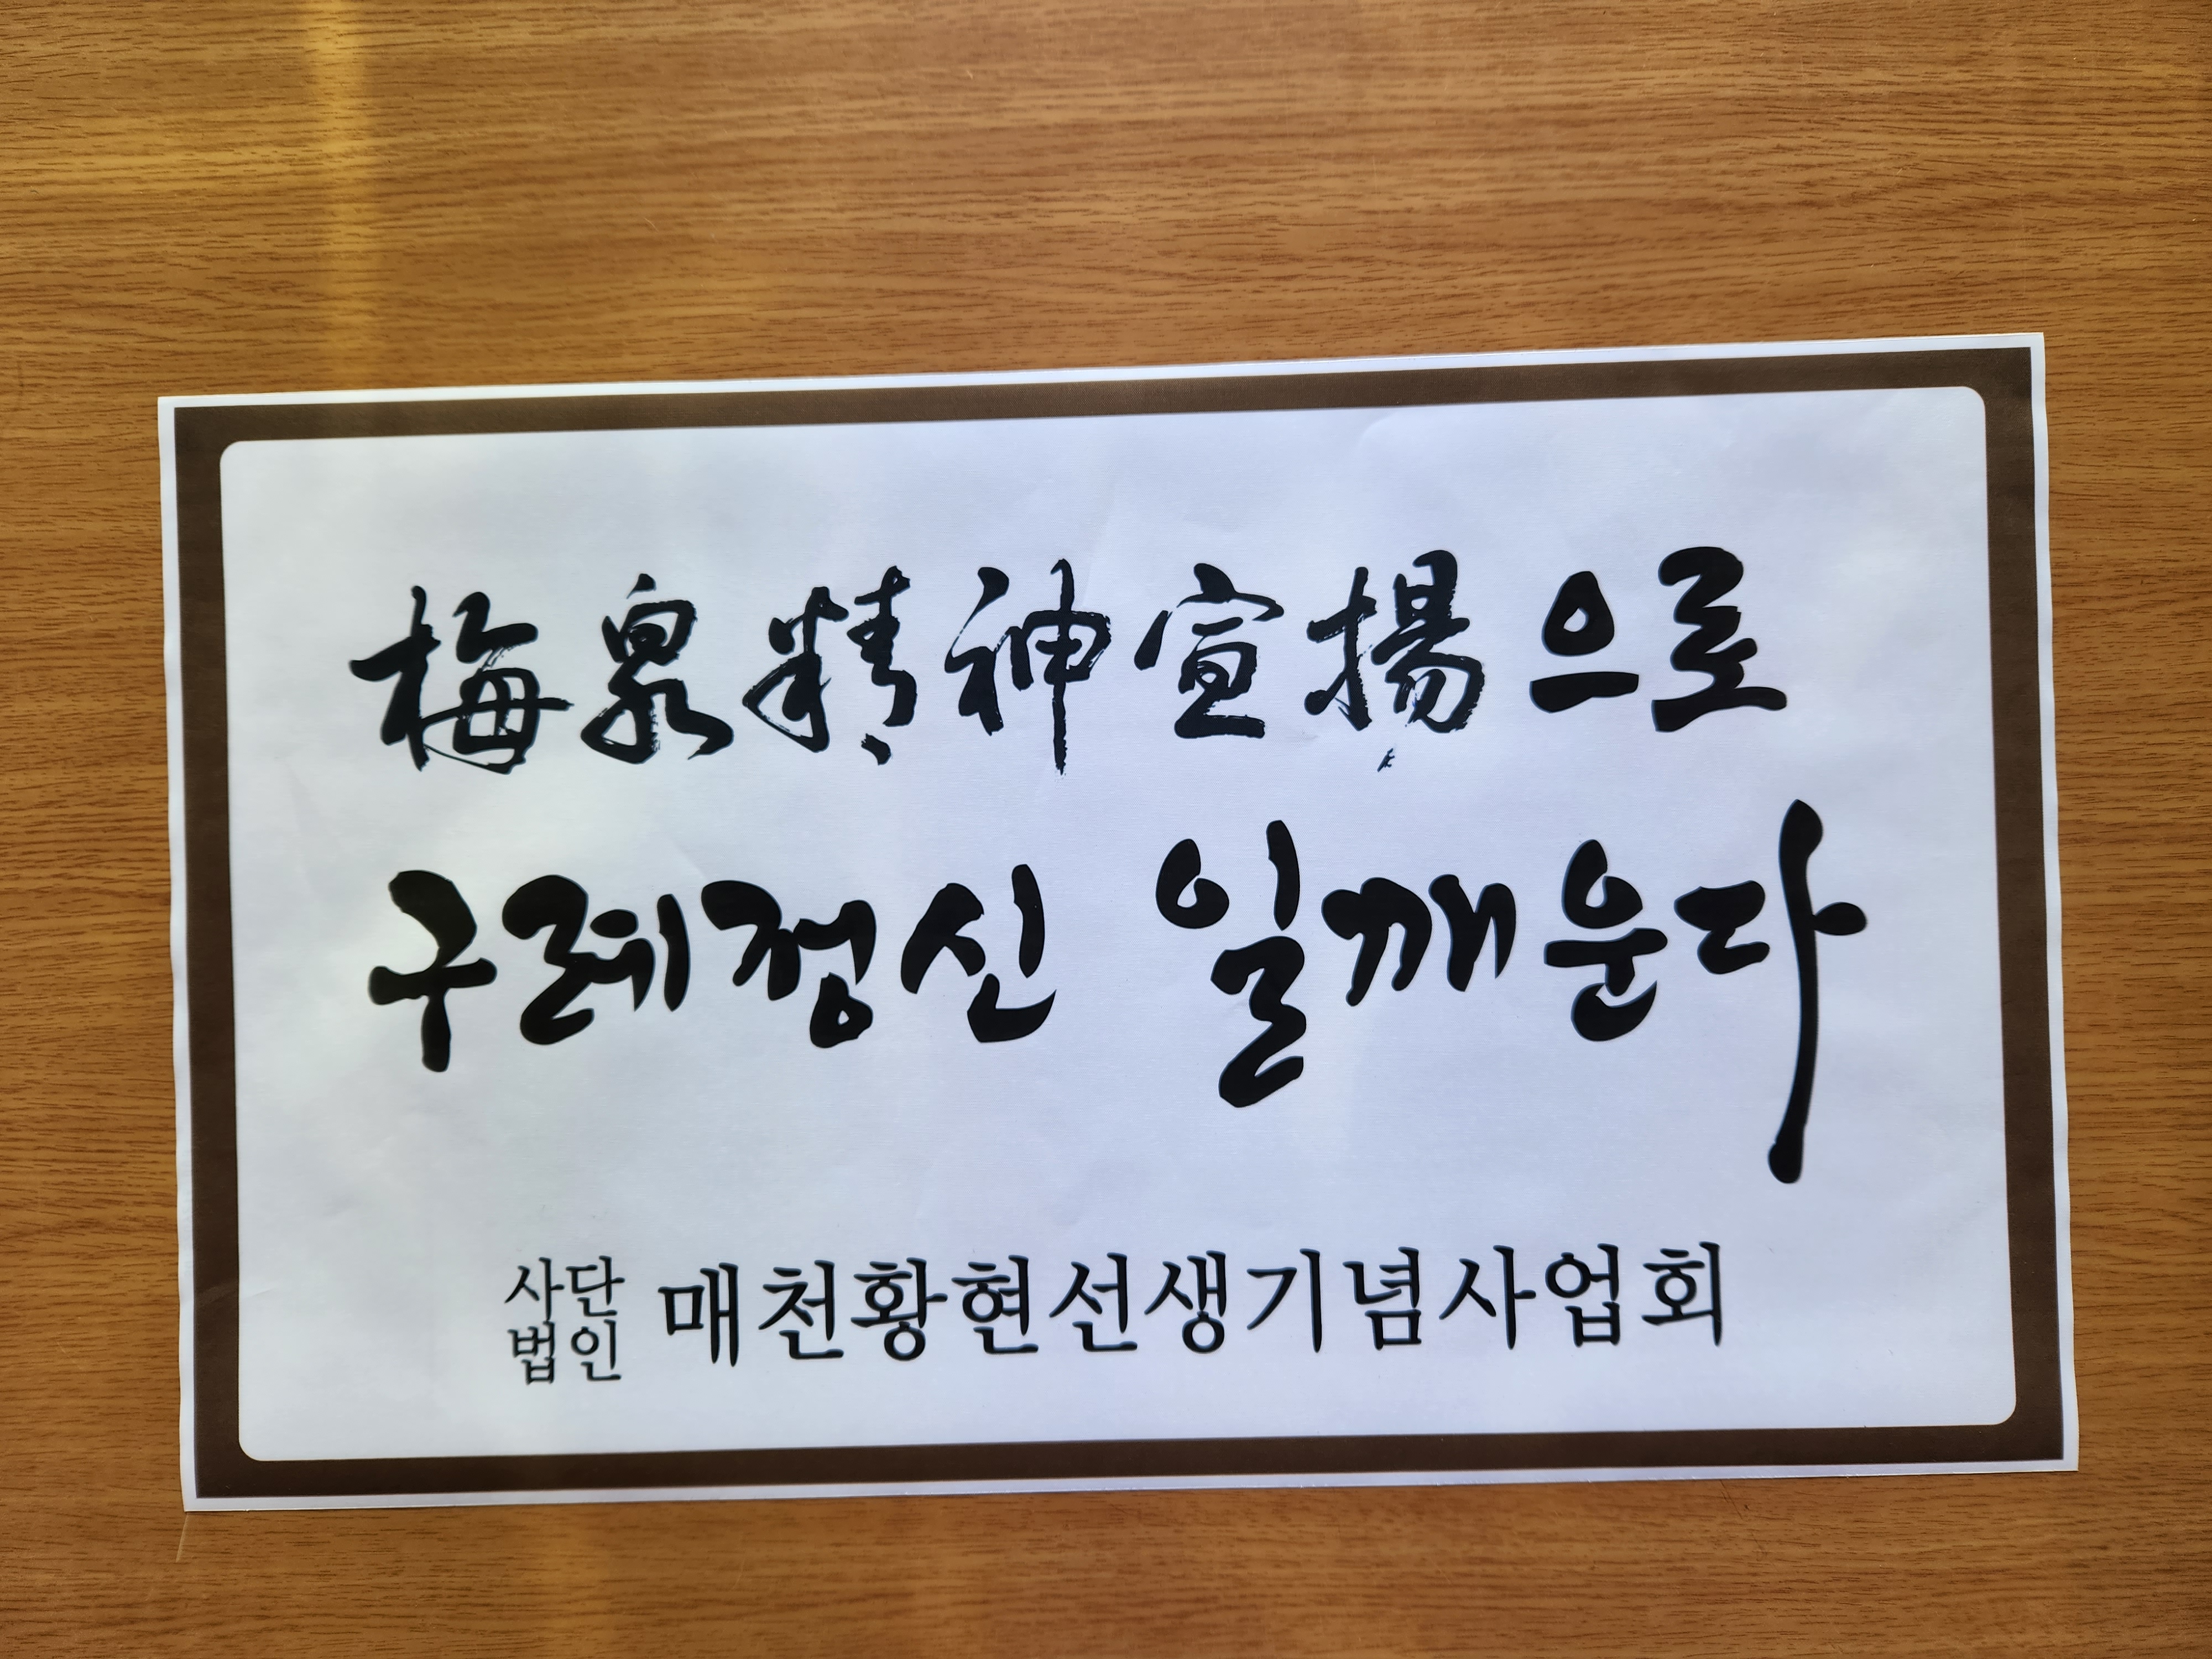 梅泉精神宣揚으로
구례정신 일깨운다
사단
법인 매천황현선생기념사업회